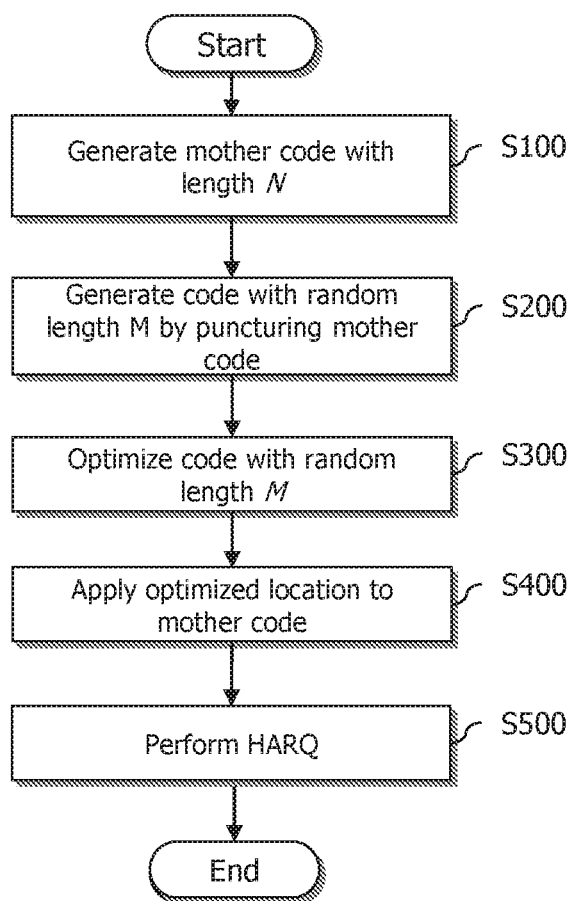 Start
Generate mother code with
length N
S100
Generate code with random
length M by puncturing mother
code
S200
Optimize code with random
length M
S300
Apply optimized location to
mother code
S400
Perform HARQ
S500
End